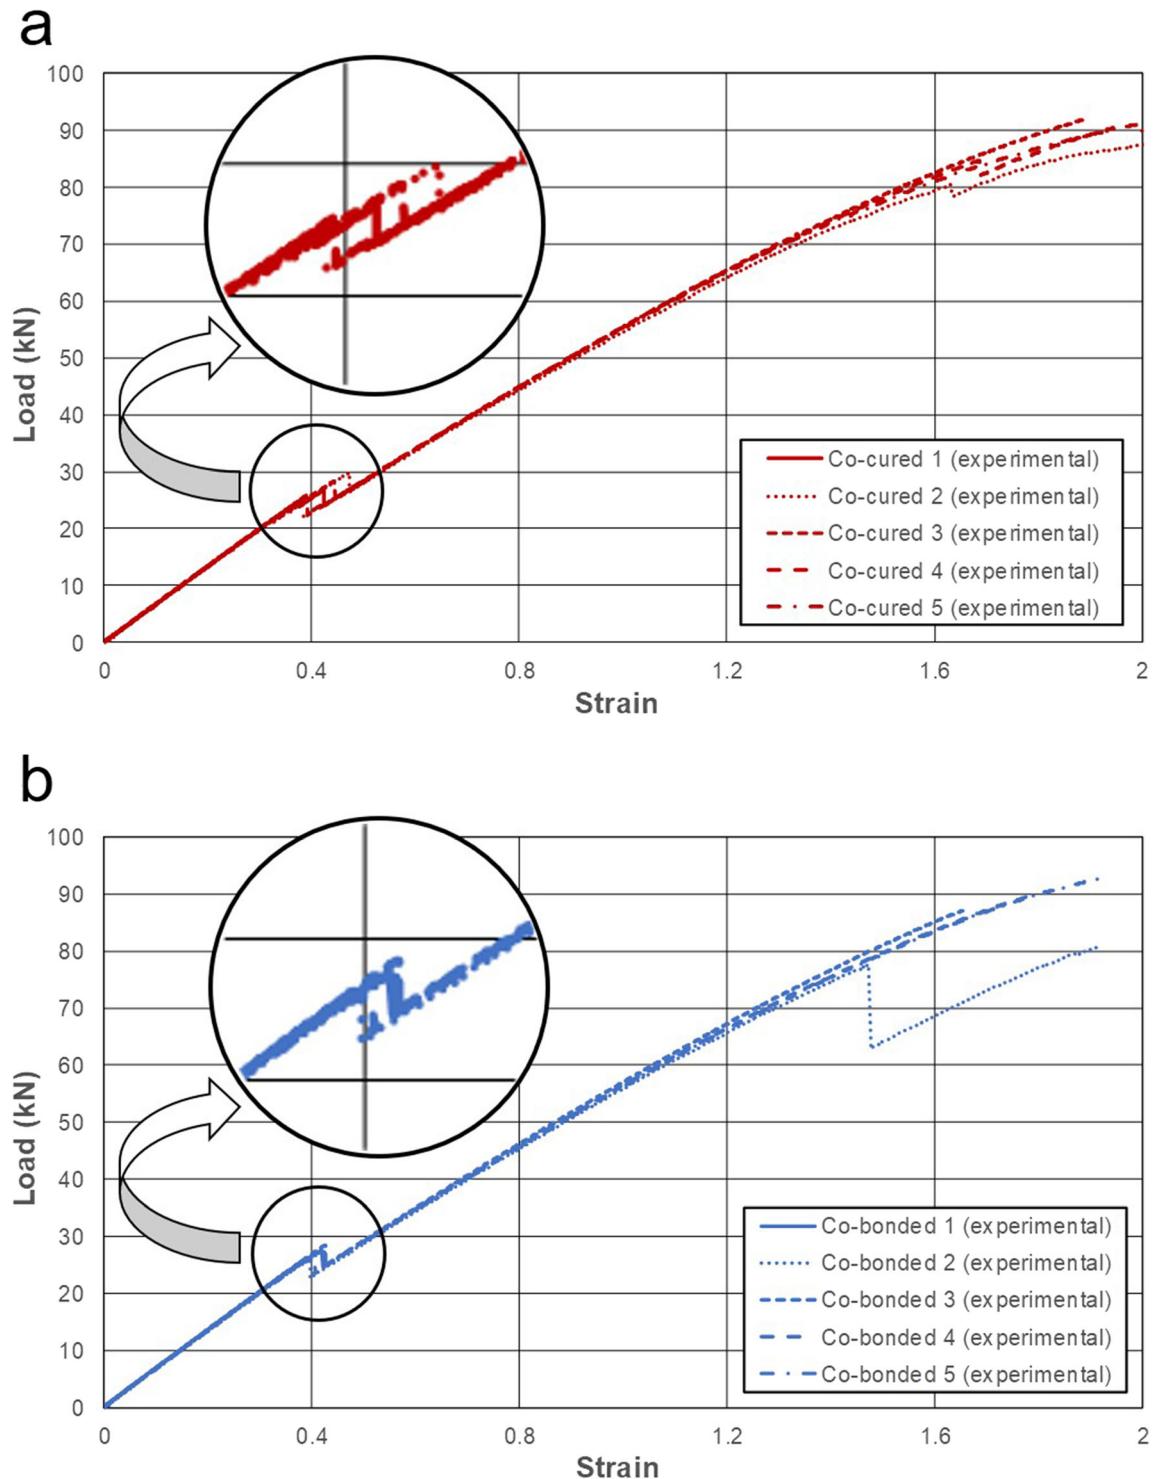 a
100
90
80
70
60
50
40
30
20
10
0
Load (kN)
Co-cured 1 (experimental)
Co-cured 2 (experimental)
Co-cured 3 (experimental)
Co-cured 4 (experimental)
Co-cured 5 (experimental)
0 0.4 0.8 1.2 1.6 2
Strain
b
100
90
80
70
60
50
40
30
20
10
0
Load (kN)
Co-bonded 1 (experimental)
Co-bonded 2 (experimental)
Co-bonded 3 (experimental)
Co-bonded 4 (experimental)
Co-bonded 5 (experimental)
0 0.4 0.8 1.2 1.6 2
Strain